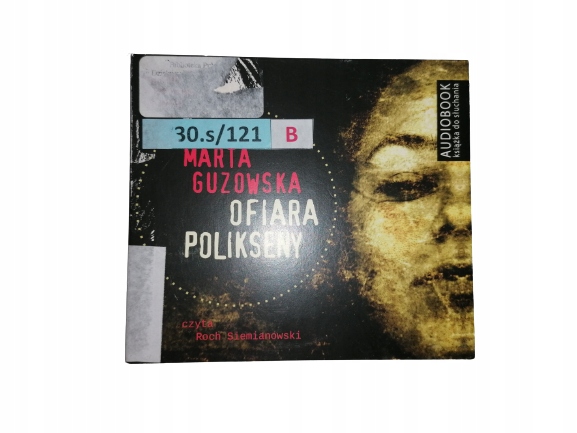 30.s/121 B
MARTA
GUZOWSKA
OFIARA
POLIKSENY
czyta
Roch Siemianowski
AUDIOBOOK
książka do słuchania